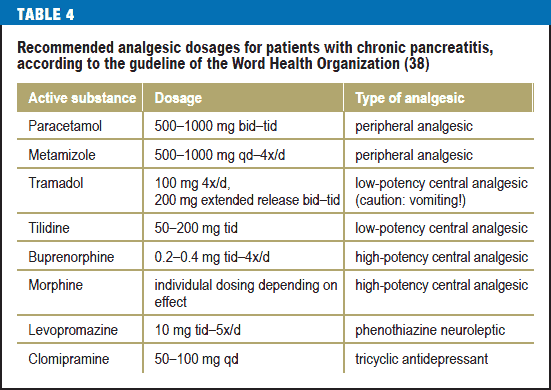 TABLE 4
Recommended analgesic dosages for patients with chronic pancreatitis,
according to the gudeline of the Word Health Organization (38)
Active substance Dosage Type of analgesic
Paracetamol 500–1000 mg bid–tid peripheral analgesic
Metamizole 500–1000 mg qd–4x/d peripheral analgesic
Tramadol 100 mg 4x/d, low-potency central analgesic
200 mg extended release bid–tid (caution: vomiting!)
Tilidine 50–200 mg tid low-potency central analgesic
Buprenorphine 0.2–0.4 mg tid–4x/d high-potency central analgesic
Morphine individulal dosing depending on high-potency central analgesic
effect
Levopromazine 10 mg tid–5x/d phenothiazine neuroleptic
Clomipramine 50–100 mg qd tricyclic antidepressant